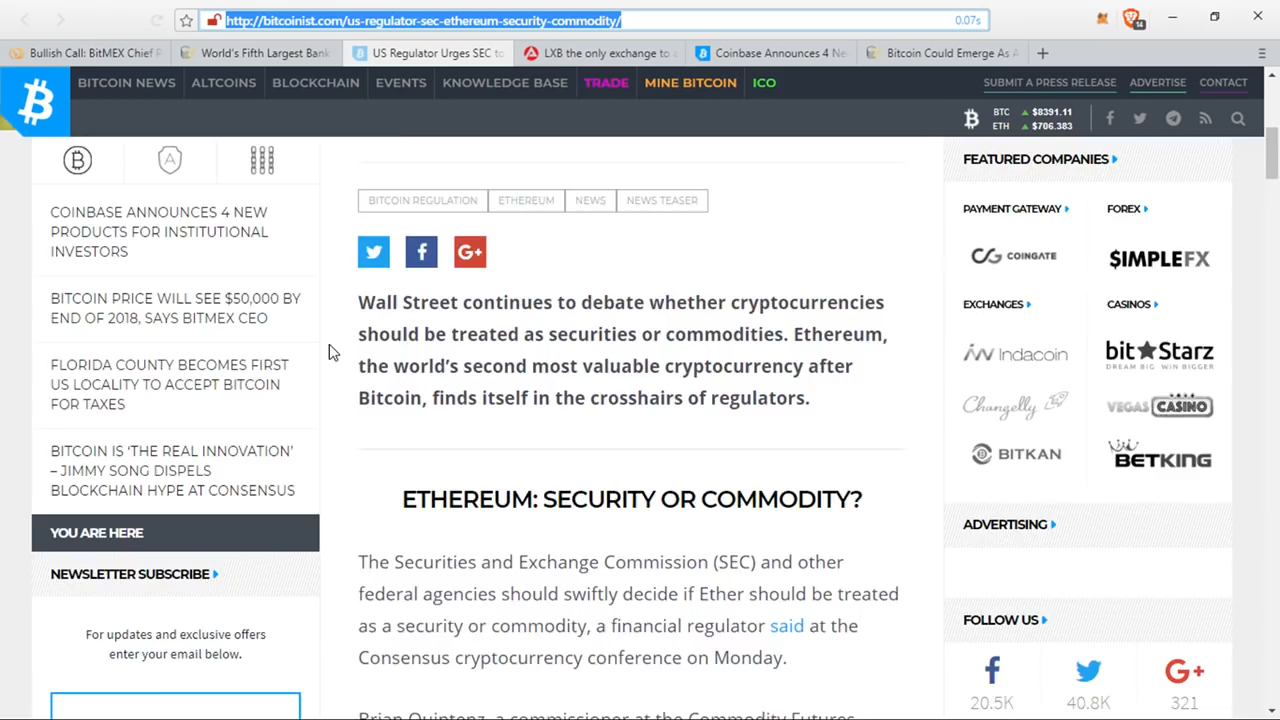 http://bitcoinist.com/us-regulator-sec-ethereum-security-commodity/
0.07s
14
Bullish Call: BitMEX Chief F
World's Fifth Largest Bank
US Regulator Urges SEC to
LXB the only exchange to a
Coinbase Announces 4 Ne
Bitcoin Could Emerge As A
BITCOIN NEWS
ALTCOINS
BLOCKCHAIN
EVENTS
KNOWLEDGE BASE
TRADE
MINE BITCOIN
ICO
SUBMIT A PRESS RELEASE
ADVERTISE
CONTACT
BTC $8391.11
ETH $706.383
COINBASE ANNOUNCES 4 NEW
PRODUCTS FOR INSTITUTIONAL
INVESTORS
BITCOIN PRICE WILL SEE $50,000 BY
END OF 2018, SAYS BITMEX CEO
FLORIDA COUNTY BECOMES FIRST
US LOCALITY TO ACCEPT BITCOIN
FOR TAXES
BITCOIN IS ‘THE REAL INNOVATION’
– JIMMY SONG DISPELS
BLOCKCHAIN HYPE AT CONSENSUS
YOU ARE HERE
NEWSLETTER SUBSCRIBE
For updates and exclusive offers
enter your email below.
BITCOIN REGULATION
ETHEREUM
NEWS
NEWS TEASER
G+
Wall Street continues to debate whether cryptocurrencies
should be treated as securities or commodities. Ethereum,
the world’s second most valuable cryptocurrency after
Bitcoin, finds itself in the crosshairs of regulators.
ETHEREUM: SECURITY OR COMMODITY?
The Securities and Exchange Commission (SEC) and other
federal agencies should swiftly decide if Ether should be treated
as a security or commodity, a financial regulator said at the
Consensus cryptocurrency conference on Monday.
Brian Quintenz, a commissioner at the Commodity Futures
FEATURED COMPANIES
PAYMENT GATEWAY
FOREX
COINGATE
$IMPLEFX
EXCHANGES
CASINOS
Indacoin
bit★Starz
DREAM BIG. WIN BIGGER.
Changelly
VEGAS CASINO
BITKAN
BETKING
ADVERTISING
FOLLOW US
G+
20.5K
40.8K
321